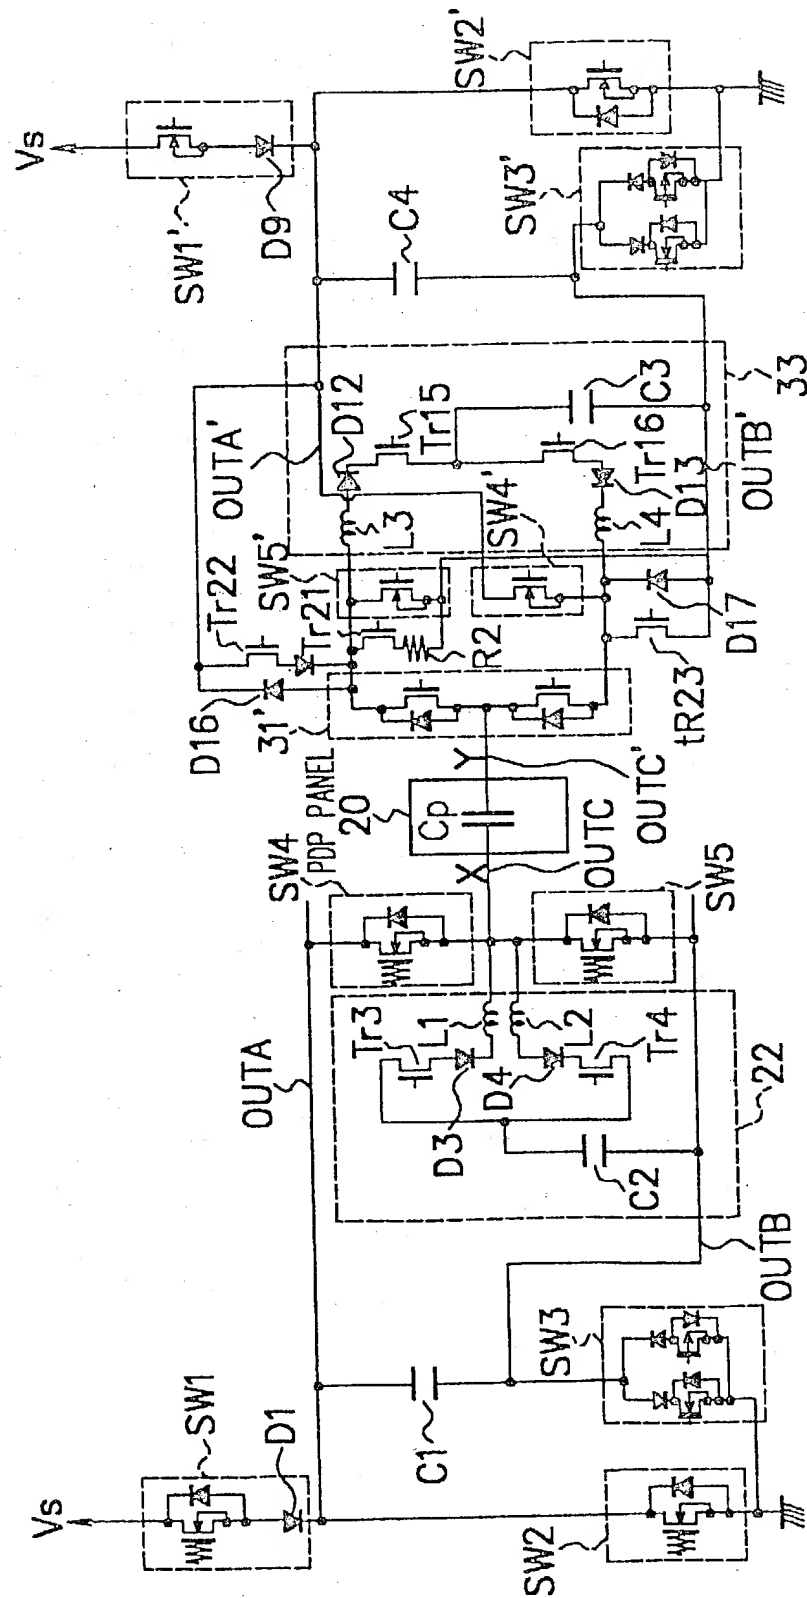 Vs
SW1
D1
SW2
SW3
C1
OUTA
OUTB
22
Tr3
L1
D3
D4
L2
Tr4
C2
SW4
SW5
PDP PANEL
20
Cp
X
Y
OUTC
OUTC'
31'
D16
Tr22
Tr21
R2
SW5'
SW4'
tR23
D17
OUTA'
L3
D12
Tr15
Tr16
D13
L4
C3
OUTB'
33
C4
Vs
SW1'
D9
SW2'
SW3'